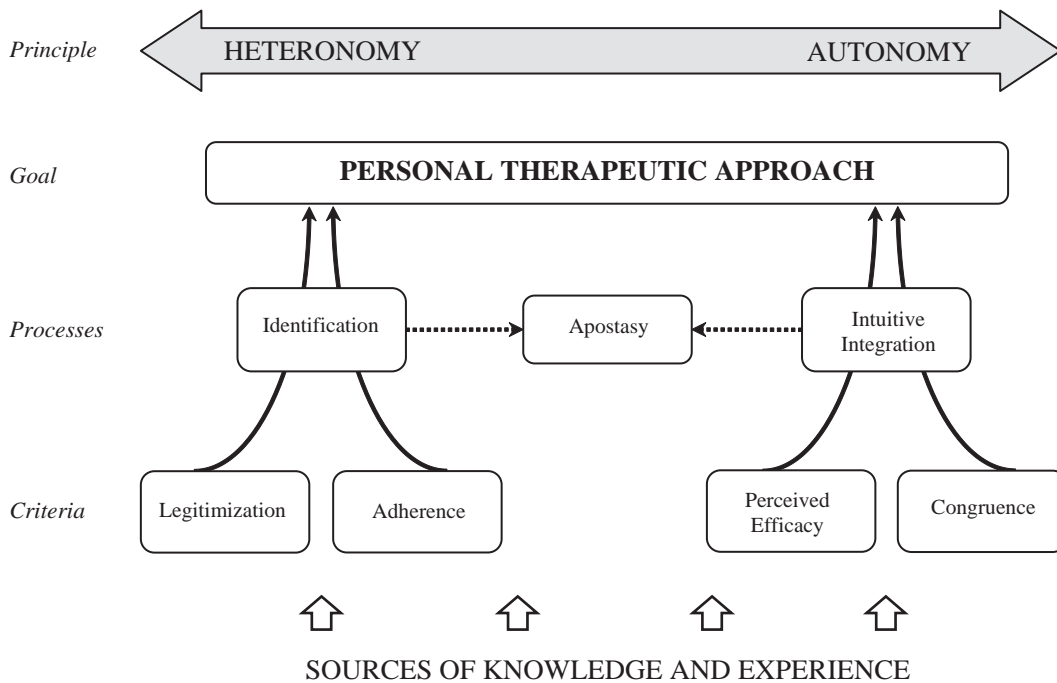 Principle
HETERONOMY
AUTONOMY
Goal
PERSONAL THERAPEUTIC APPROACH
Processes
Identification
Apostasy
Intuitive
Integration
Criteria
Legitimization
Adherence
Perceived
Efficacy
Congruence
SOURCES OF KNOWLEDGE AND EXPERIENCE